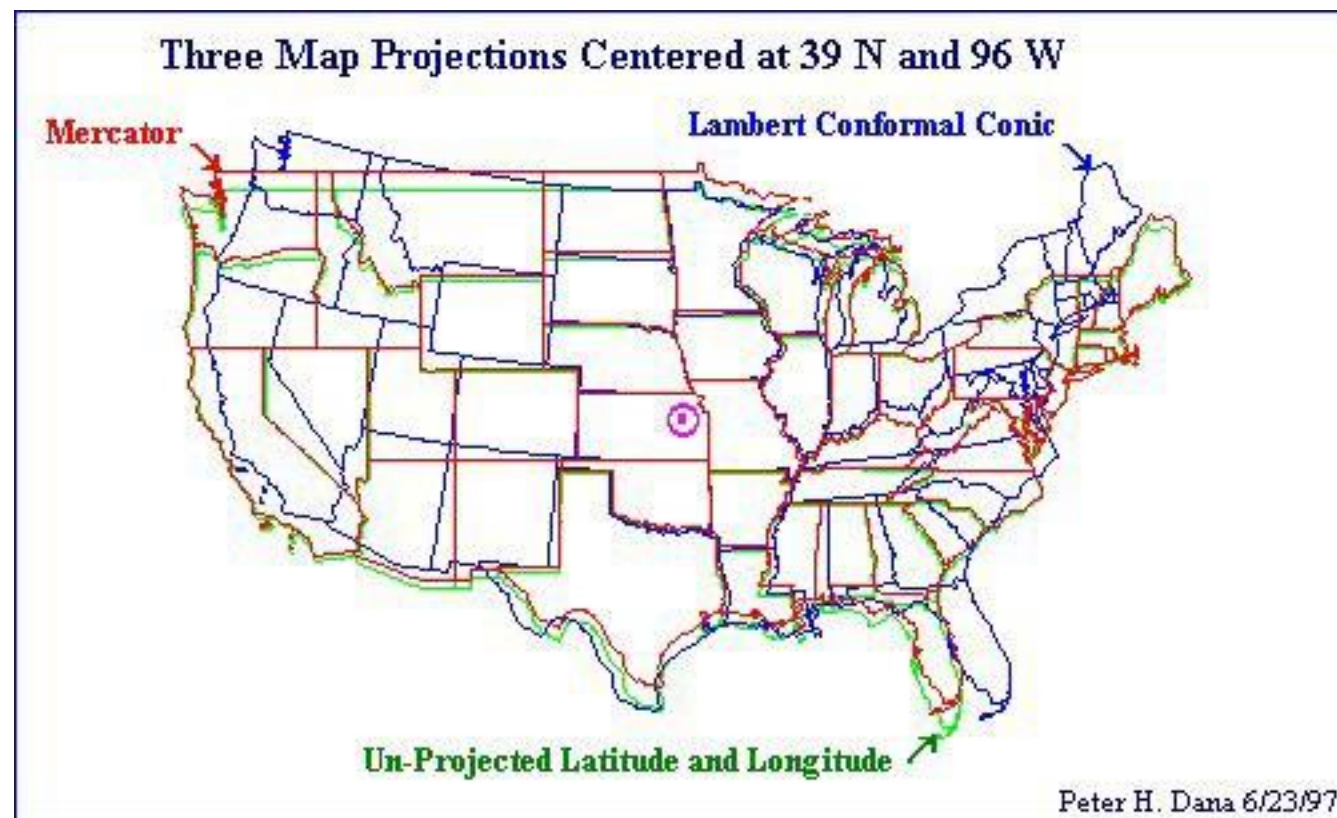 Three Map Projections Centered at 39 N and 96 W
Mercator
Lambert Conformal Conic
Un-Projected Latitude and Longitude
Peter H. Dana 6/23/97